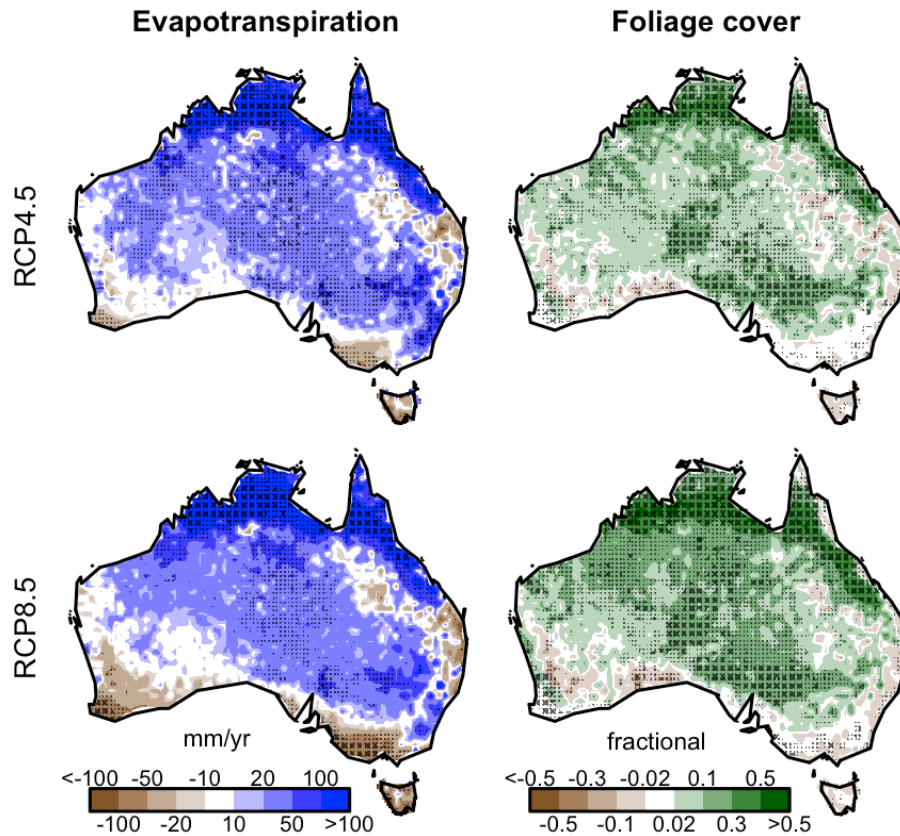 Evapotranspiration Foliage cover
RCP4.5
RCP8.5
mm/yr fractional
<-100 -50 -10 20 100 <-0.5 -0.3 -0.02 0.1 0.5
-100 -20 10 50 >100 -0.5 -0.1 0.02 0.3 >0.5